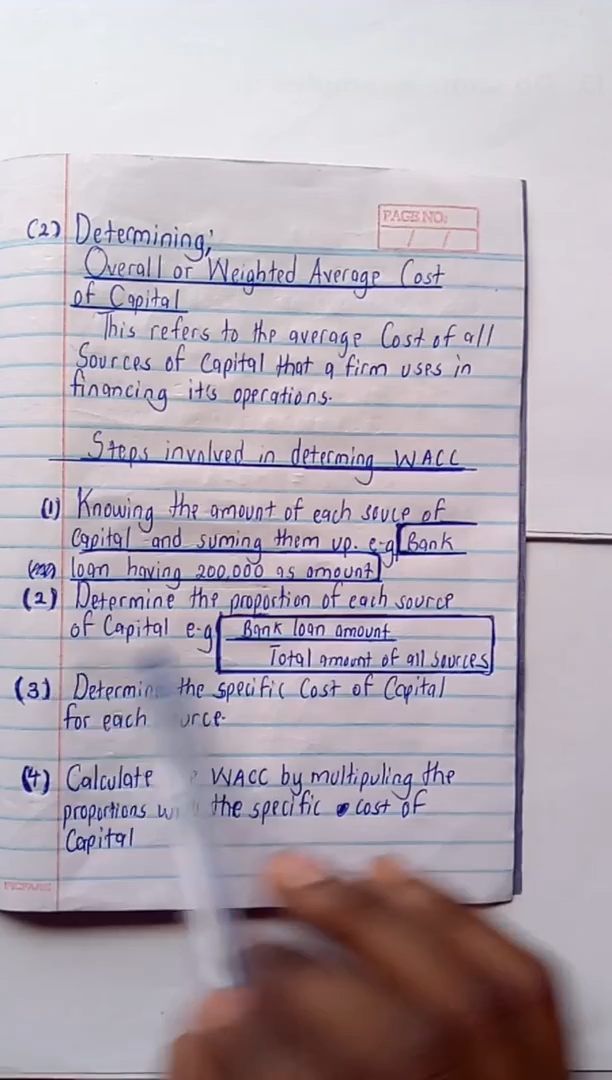 PAGE NO:
(2) Determining;
Overall or Weighted Average Cost
of Capital
This refers to the average Cost of all
Sources of Capital that a firm uses in
financing it's operations.
Steps involved in determing WACC
(1) Knowing the amount of each souce of
Capital and suming them up. e.g Bank
loan having 200,000 as amount
(2) Determine the proportion of each source
of Capital e.g Bank loan amount
Total amount of all sources
(3) Determine the specific Cost of Capital
for each
(4) Calculate WACC by multipuling the
proportions the specific cost of
Capital